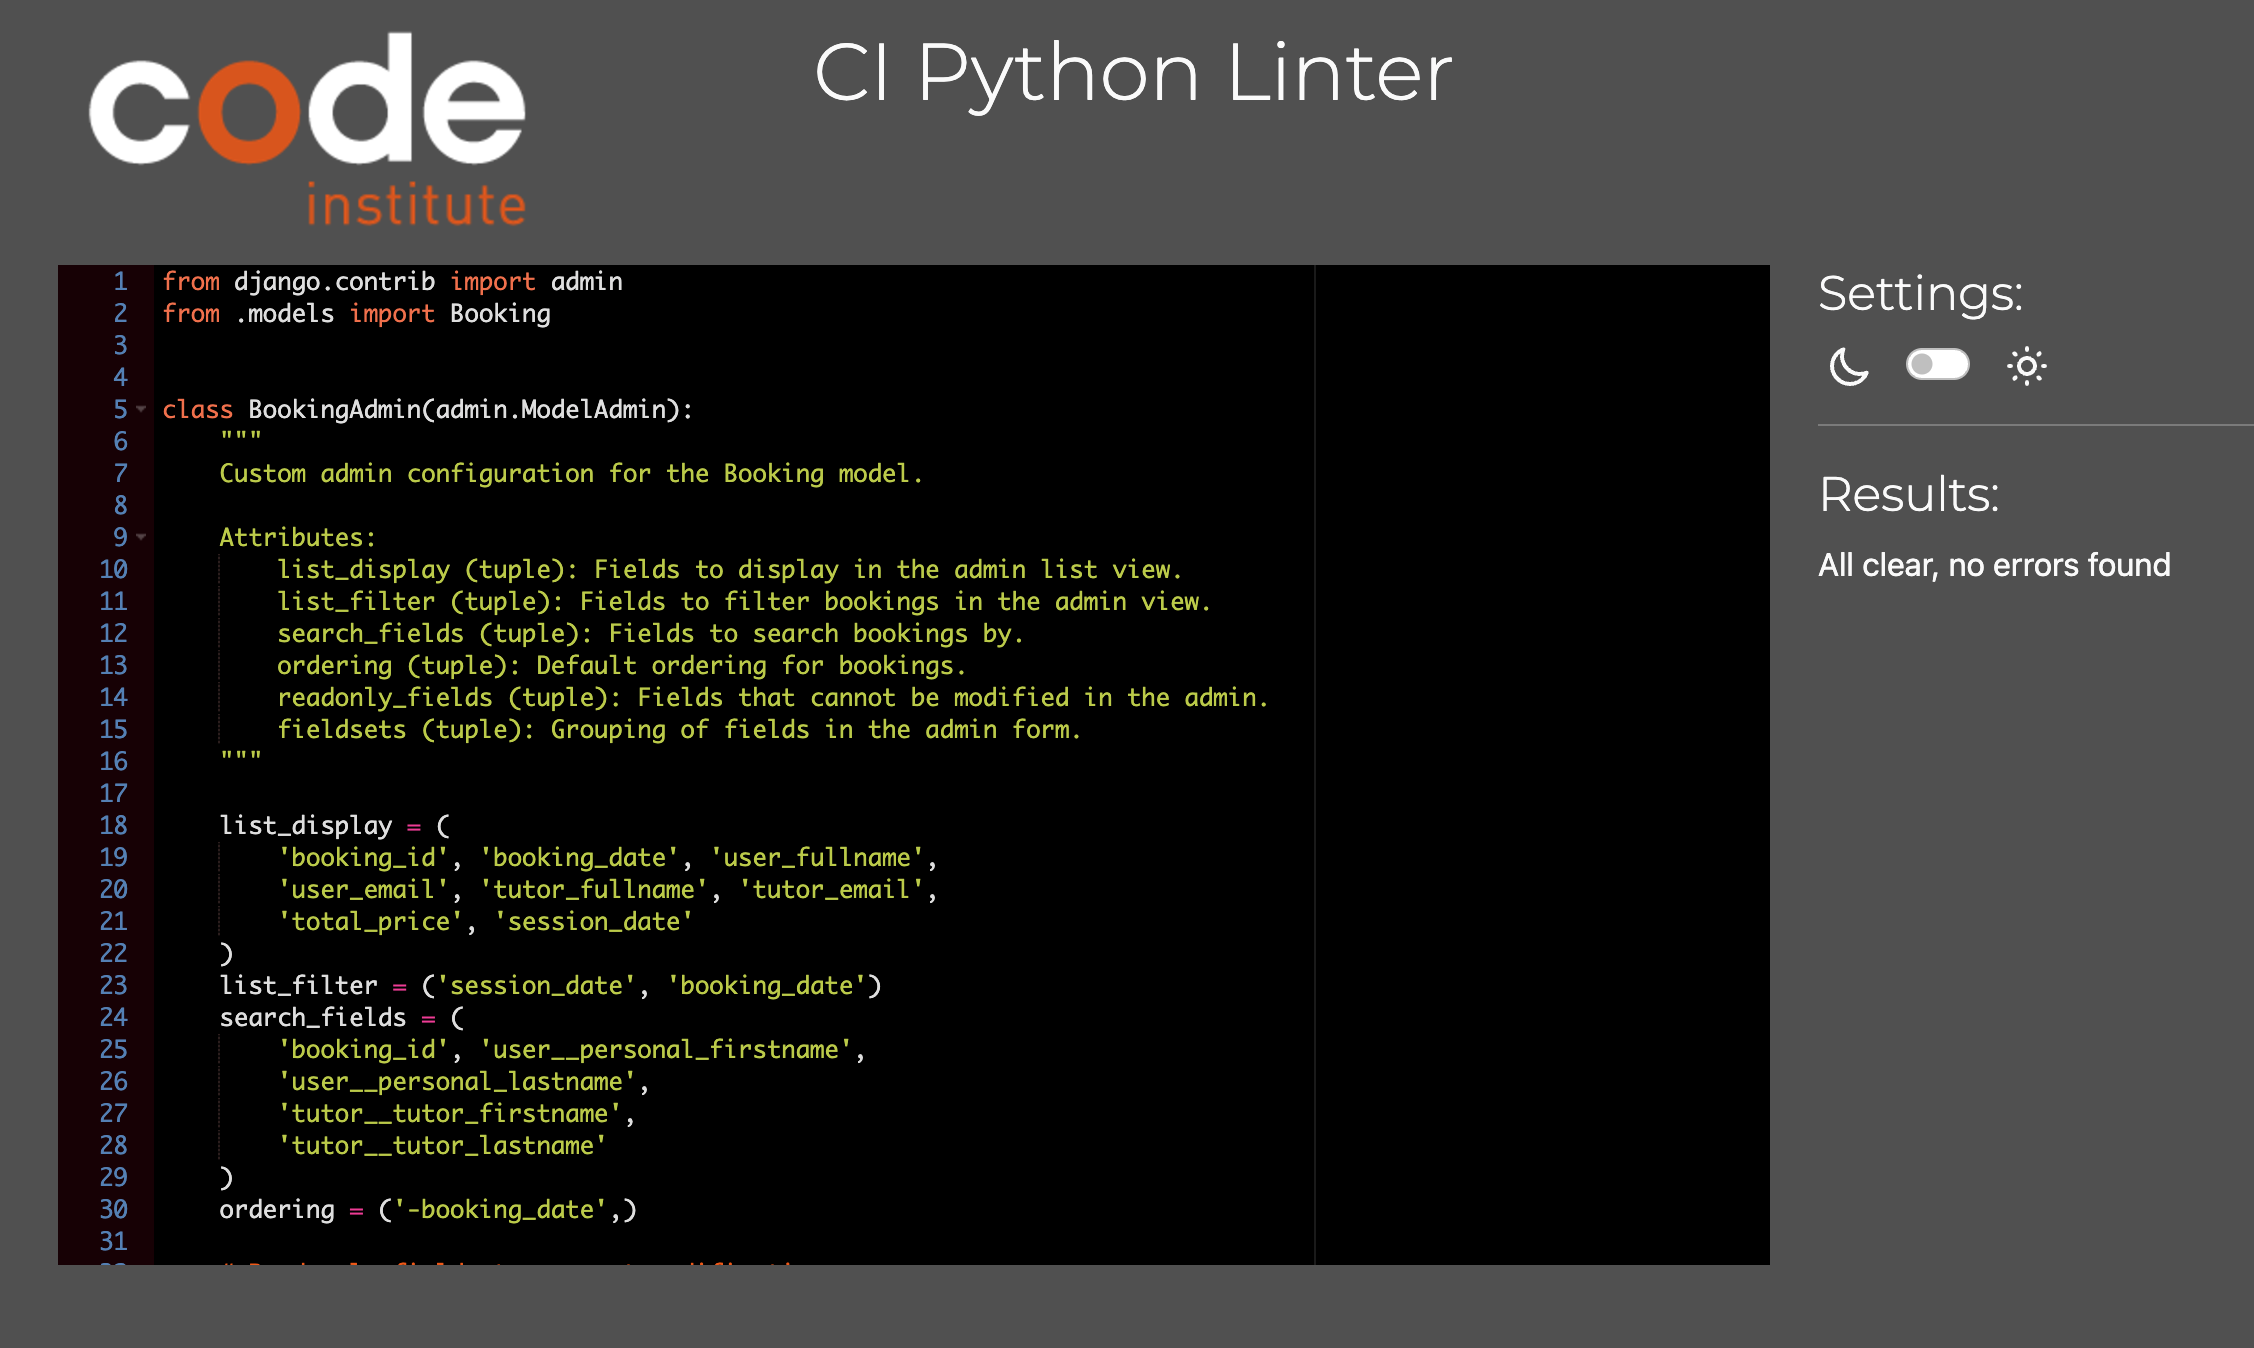 code
institute
CI Python Linter
1 from django.contrib import admin
2 from .models import Booking
3
4
5 class BookingAdmin(admin.ModelAdmin):
6     """
7     Custom admin configuration for the Booking model.
8
9     Attributes:
10         list_display (tuple): Fields to display in the admin list view.
11         list_filter (tuple): Fields to filter bookings in the admin view.
12         search_fields (tuple): Fields to search bookings by.
13         ordering (tuple): Default ordering for bookings.
14         readonly_fields (tuple): Fields that cannot be modified in the admin.
15         fieldsets (tuple): Grouping of fields in the admin form.
16     """
17
18     list_display = (
19         'booking_id', 'booking_date', 'user_fullname',
20         'user_email', 'tutor_fullname', 'tutor_email',
21         'total_price', 'session_date'
22     )
23     list_filter = ('session_date', 'booking_date')
24     search_fields = (
25         'booking_id', 'user__personal_firstname',
26         'user__personal_lastname',
27         'tutor__tutor_firstname',
28         'tutor__tutor_lastname'
29     )
30     ordering = ('-booking_date',)
31
Settings:
Results:
All clear, no errors found